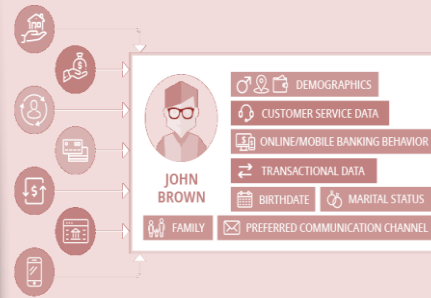 DEMOGRAPHICS
CUSTOMER SERVICE DATA
ONLINE/MOBILE BANKING BEHAVIOR
TRANSACTIONAL DATA
JOHN
BROWN
BIRTHDATE MARITAL STATUS
FAMILY PREFERRED COMMUNICATION CHANNEL